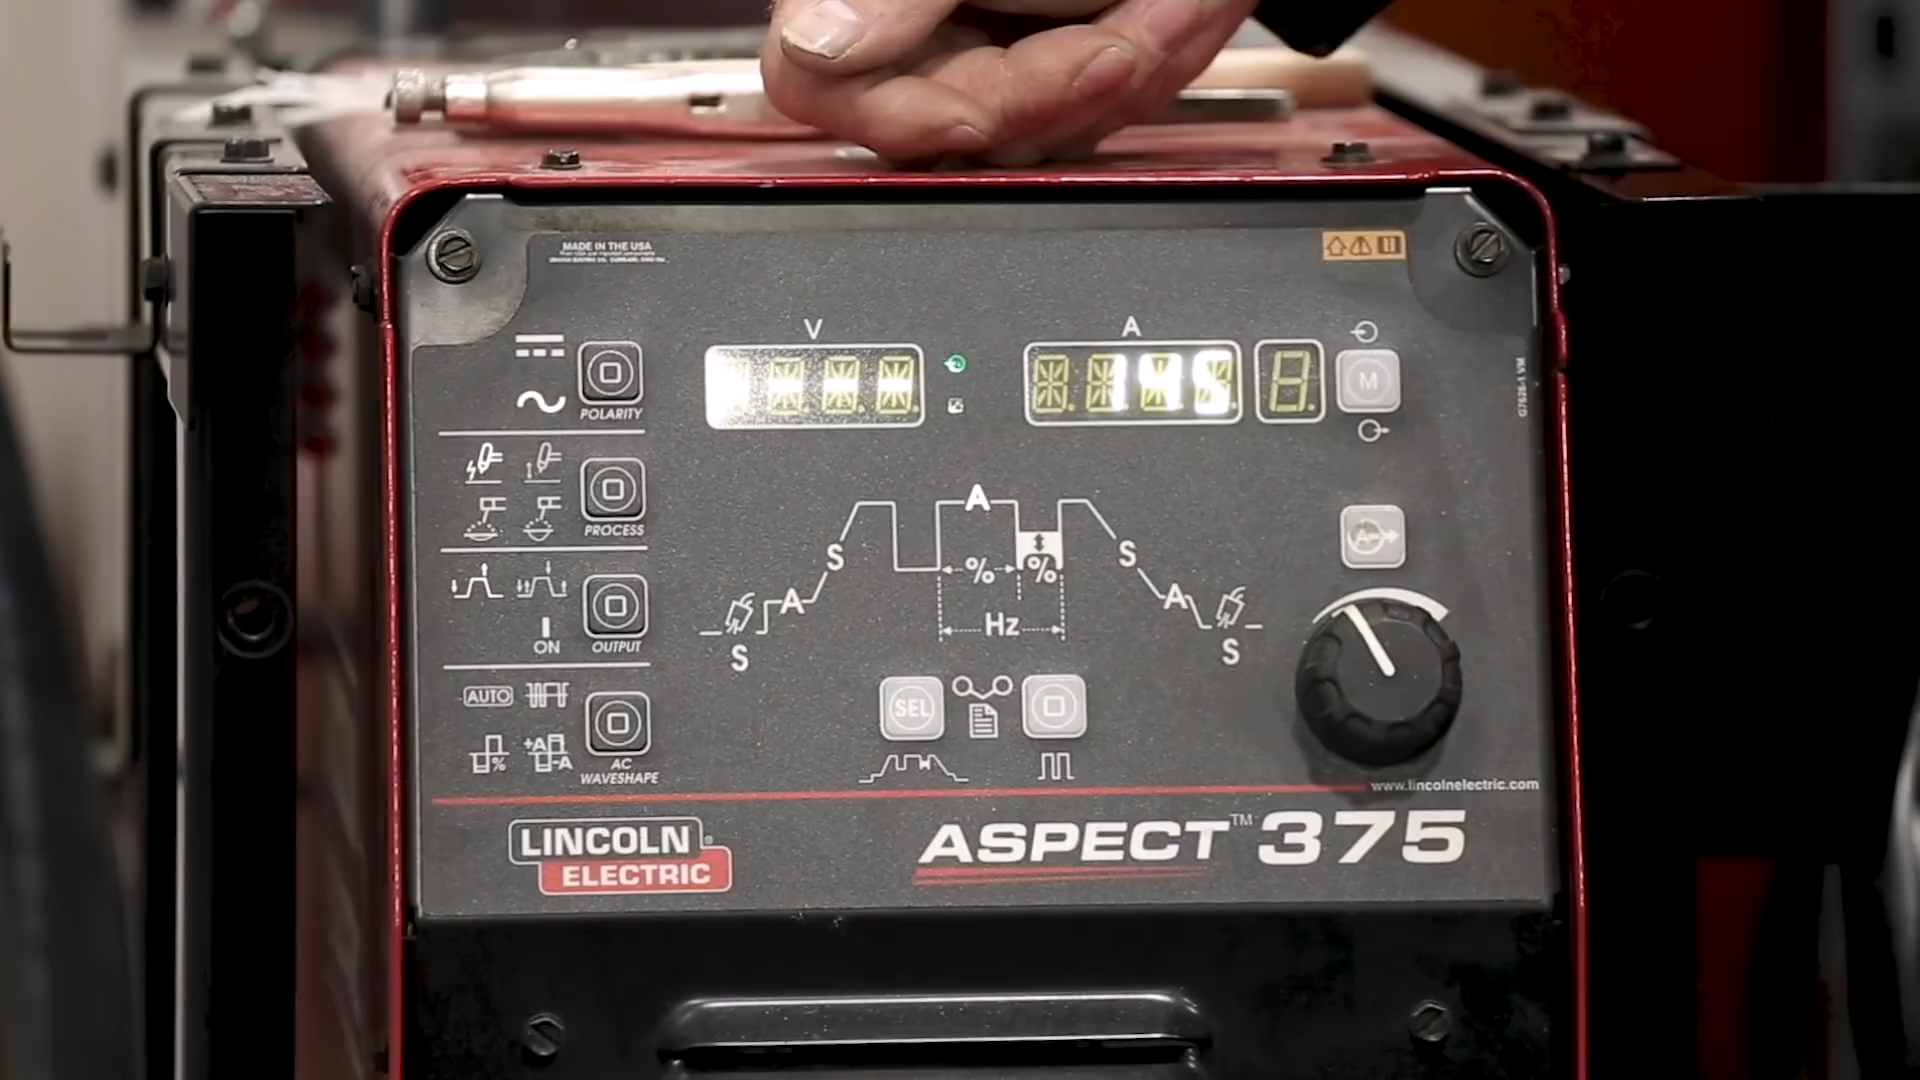 MADE IN THE USA
V
A
- - - -
145
M
POLARITY
PROCESS
A
S
S
% %
A
A
Hz
ON
OUTPUT
S
S
AUTO
SEL
%
+A
-A
AC
WAVESHAPE
www.lincolnelectric.com
LINCOLN
ELECTRIC
ASPECT™ 375